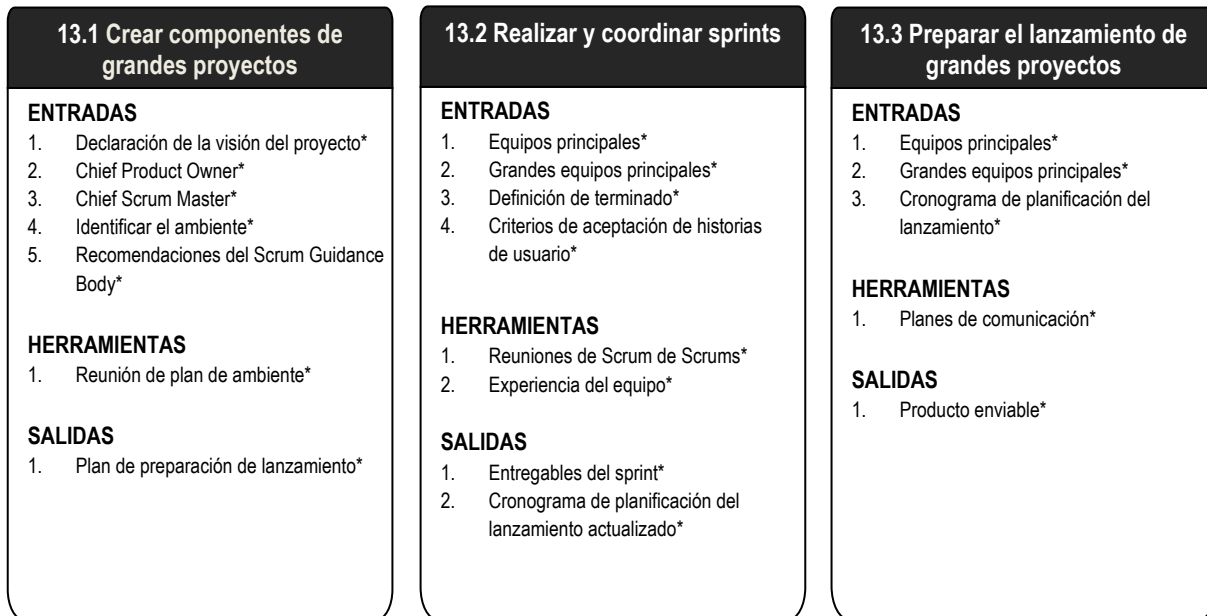 13.1 Crear componentes de
grandes proyectos
ENTRADAS
1. Declaración de la visión del proyecto*
2. Chief Product Owner*
3. Chief Scrum Master*
4. Identificar el ambiente*
5. Recomendaciones del Scrum Guidance
Body*
HERRAMIENTAS
1. Reunión de plan de ambiente*
SALIDAS
1. Plan de preparación de lanzamiento*
13.2 Realizar y coordinar sprints
ENTRADAS
1. Equipos principales*
2. Grandes equipos principales*
3. Definición de terminado*
4. Criterios de aceptación de historias
de usuario*
HERRAMIENTAS
1. Reuniones de Scrum de Scrums*
2. Experiencia del equipo*
SALIDAS
1. Entregables del sprint*
2. Cronograma de planificación del
lanzamiento actualizado*
13.3 Preparar el lanzamiento de
grandes proyectos
ENTRADAS
1. Equipos principales*
2. Grandes equipos principales*
3. Cronograma de planificación del
lanzamiento*
HERRAMIENTAS
1. Planes de comunicación*
SALIDAS
1. Producto enviable*